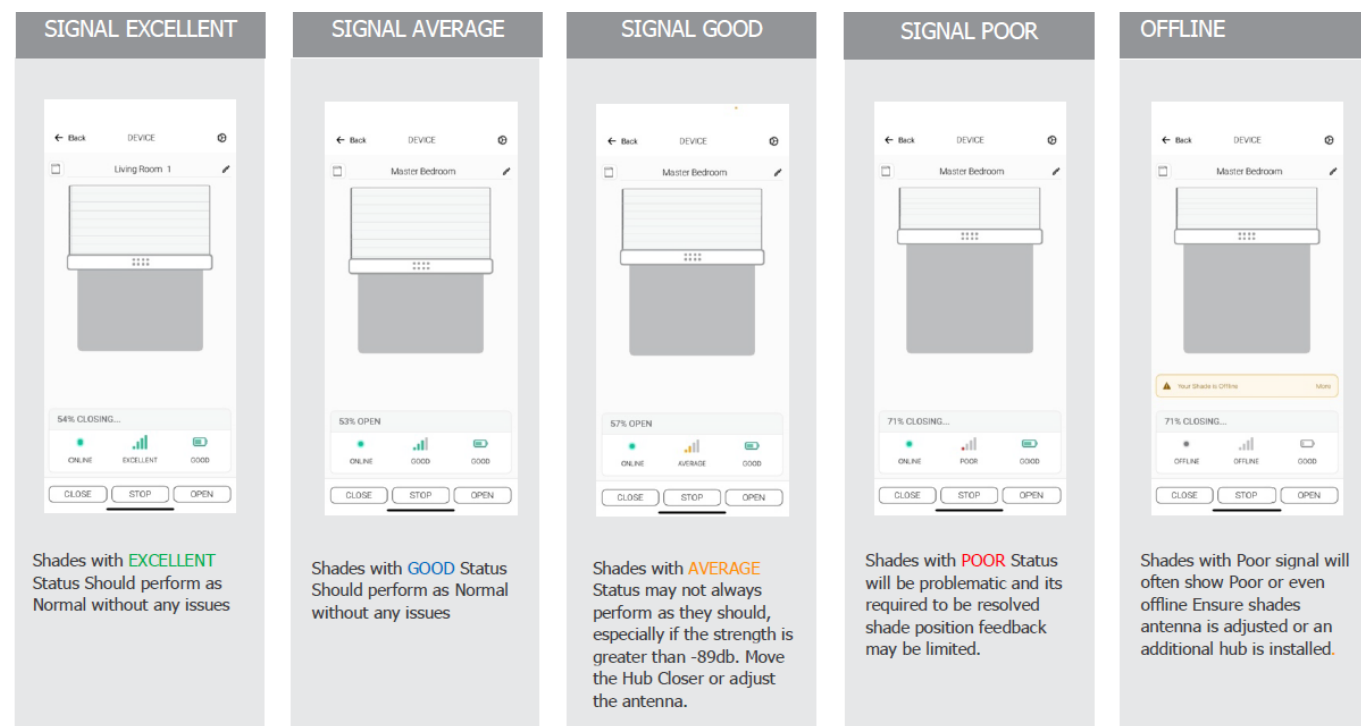 SIGNAL EXCELLENT
← Back DEVICE
Living Room 1
54% CLOSING...
ONLINE EXCELLENT GOOD
CLOSE STOP OPEN
Shades with EXCELLENT
Status Should perform as
Normal without any issues
SIGNAL AVERAGE
← Back DEVICE
Master Bedroom
53% OPEN
ONLINE GOOD GOOD
CLOSE STOP OPEN
Shades with GOOD Status
Should perform as Normal
without any issues
SIGNAL GOOD
← Back DEVICE
Master Bedroom
57% OPEN
ONLINE AVERAGE GOOD
CLOSE STOP OPEN
Shades with AVERAGE
Status may not always
perform as they should,
especially if the strength is
greater than -89db. Move
the Hub Closer or adjust
the antenna.
SIGNAL POOR
← Back DEVICE
Master Bedroom
71% CLOSING...
ONLINE POOR GOOD
CLOSE STOP OPEN
Shades with POOR Status
will be problematic and its
required to be resolved
shade position feedback
may be limited.
OFFLINE
← Back DEVICE
Master Bedroom
Your Shade is Offline More
71% CLOSING...
OFFLINE OFFLINE GOOD
CLOSE STOP OPEN
Shades with Poor signal will
often show Poor or even
offline Ensure shades
antenna is adjusted or an
additional hub is installed.